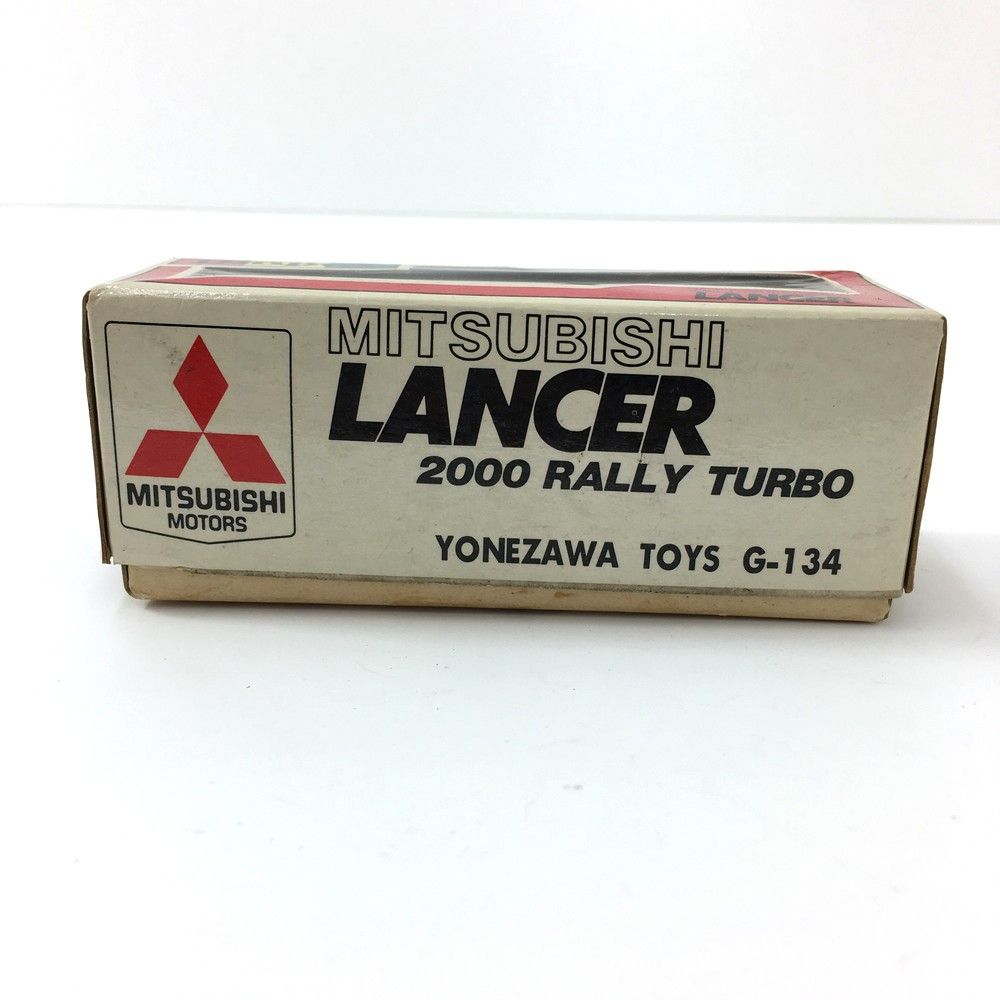 LANCER
MITSUBISHI
LANCER
2000 RALLY TURBO
YONEZAWA TOYS G-134
MITSUBISHI
MOTORS